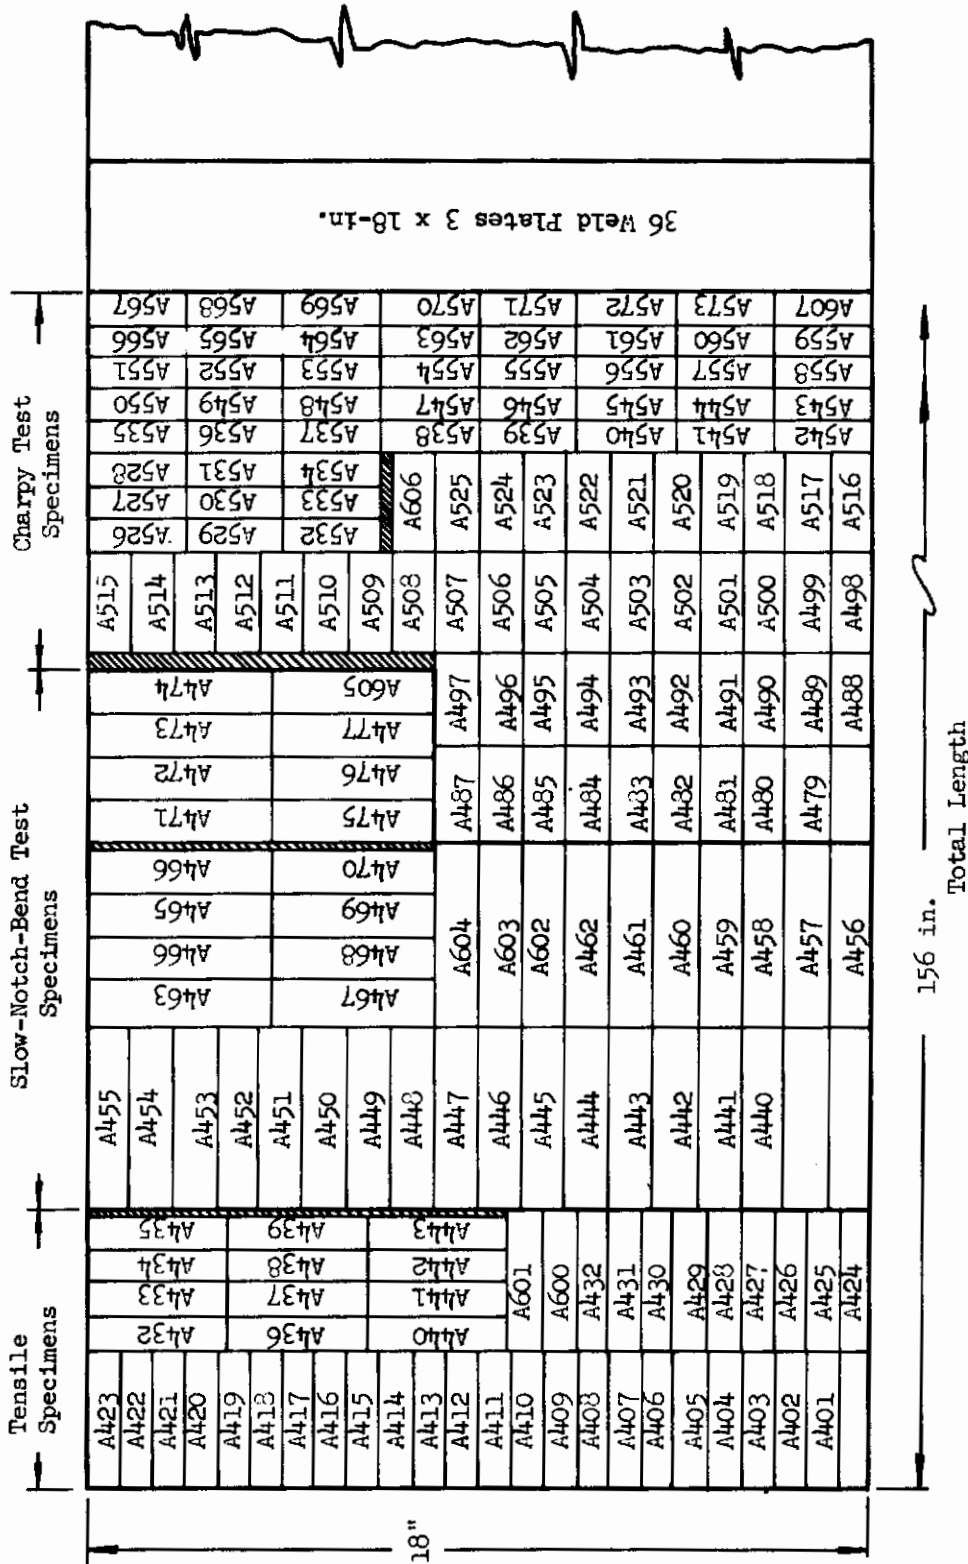 Tensile
Specimens
Slow-Notch-Bend Test
Specimens
Charpy Test
Specimens
A423
A422
A421
A420
A419
A418
A417
A416
A415
A414
A413
A412
A411
A410
A409
A408
A407
A406
A405
A404
A403
A402
A401
A432
A433
A434
A435
A436
A437
A438
A439
A440
A441
A442
A443
A601
A600
A432
A431
A430
A429
A428
A427
A426
A425
A424
A455
A454
A453
A452
A451
A450
A449
A448
A447
A446
A445
A444
A443
A442
A441
A440
A463
A466
A465
A466
A467
A468
A469
A470
A604
A603
A602
A462
A461
A460
A459
A458
A457
A456
A471
A472
A473
A474
A475
A476
A477
A605
A487
A486
A485
A484
A483
A482
A481
A480
A479
A497
A496
A495
A494
A493
A492
A491
A490
A489
A488
A515
A514
A513
A512
A511
A510
A509
A508
A507
A506
A505
A504
A503
A502
A501
A500
A499
A498
A526
A527
A528
A529
A530
A531
A532
A533
A534
A606
A525
A524
A523
A522
A521
A520
A519
A518
A517
A516
A535
A536
A537
A538
A539
A540
A541
A542
A550
A549
A548
A547
A546
A545
A544
A543
A551
A552
A553
A554
A555
A556
A557
A558
A566
A565
A564
A563
A562
A561
A560
A559
A567
A568
A569
A570
A571
A572
A573
A607
36 Weld Plates 3 x 18-in.
18"
156 in.
Total Length